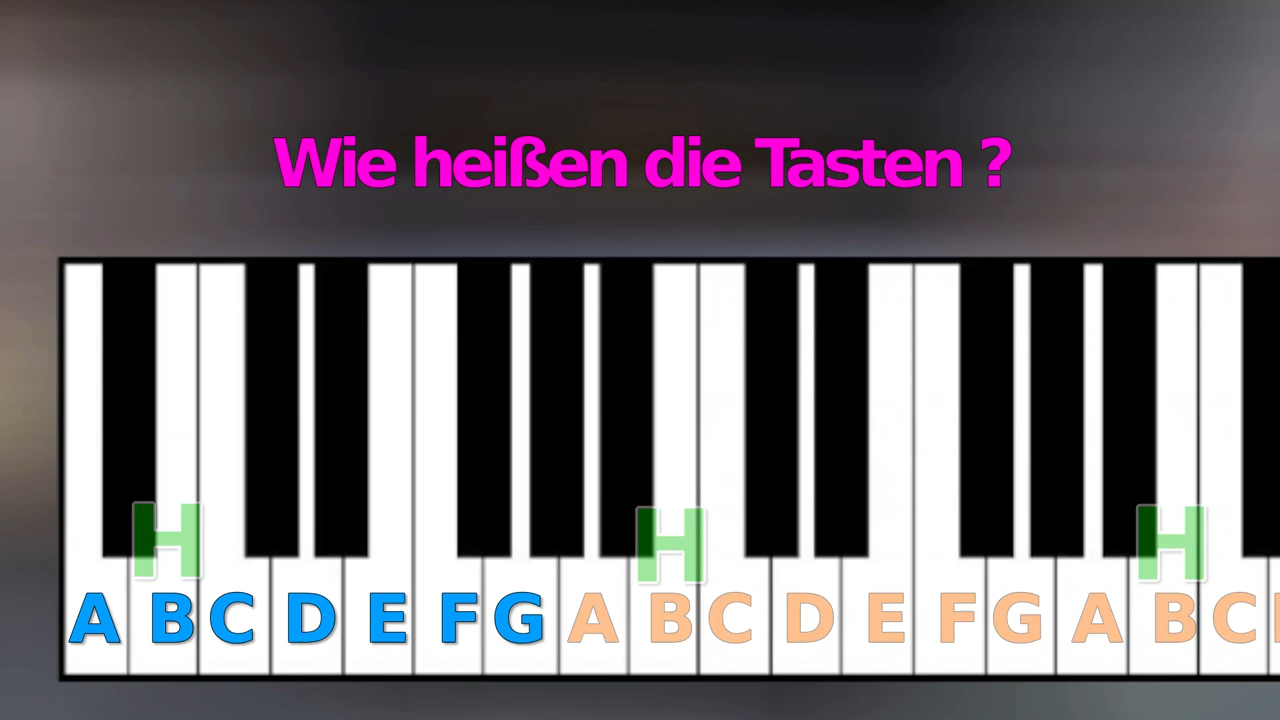 Wie heißen die Tasten ?
H H H
A B C D E F G A B C D E F G A B C